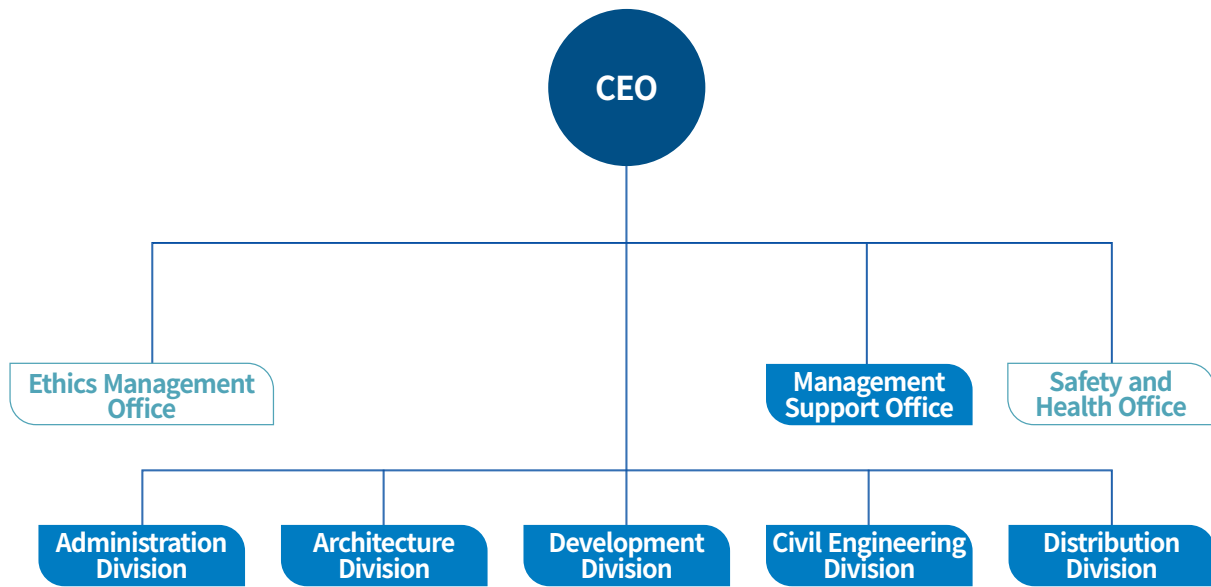 CEO
Ethics Management
Office
Management
Support Office
Safety and
Health Office
Administration
Division
Architecture
Division
Development
Division
Civil Engineering
Division
Distribution
Division